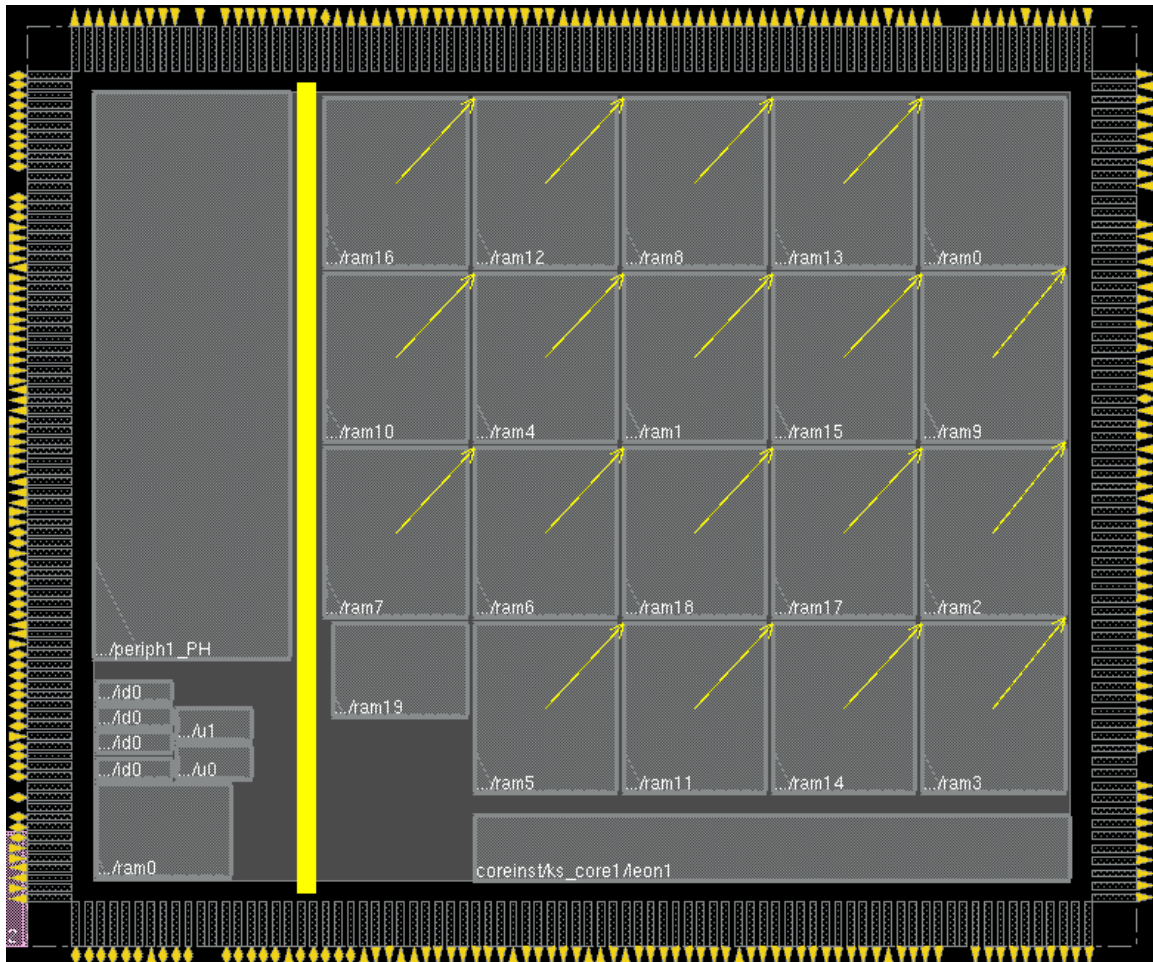 .../ram16 .../ram12 .../ram8 .../ram13 .../ram0
.../ram10 .../ram4 .../ram1 .../ram15 .../ram9
.../ram7 .../ram6 .../ram18 .../ram17 .../ram2
.../periph1_PH
.../id0
.../ram19
.../id0
.../u1
.../id0
.../id0
.../u0
.../ram5 .../ram11 .../ram14 .../ram3
.../ram0
coreinst/ks_core1/leon1